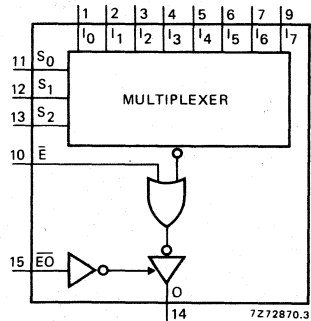 1 2 3 4 5 6 7 9
I0 I1 I2 I3 I4 I5 I6 I7
11 S0
12 S1
MULTIPLEXER
13 S2
10 E̅
15 E̅O̅
O
14
7Z72870.3